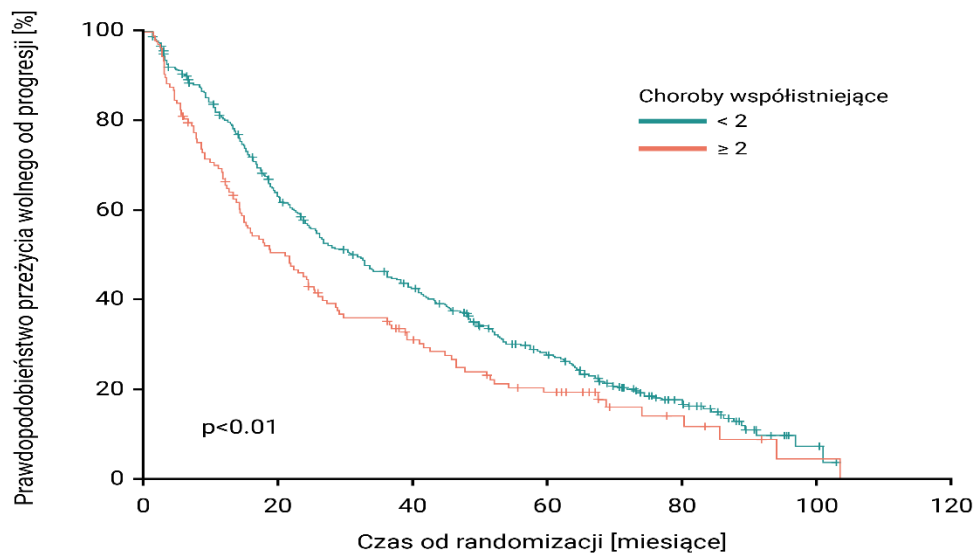 Prawdopodobieństwo przeżycia wolnego od progresji [%]
100
80
60
40
20
0
Choroby współistniejące
< 2
≥ 2
p<0.01
0 20 40 60 80 100 120
Czas od randomizacji [miesiące]